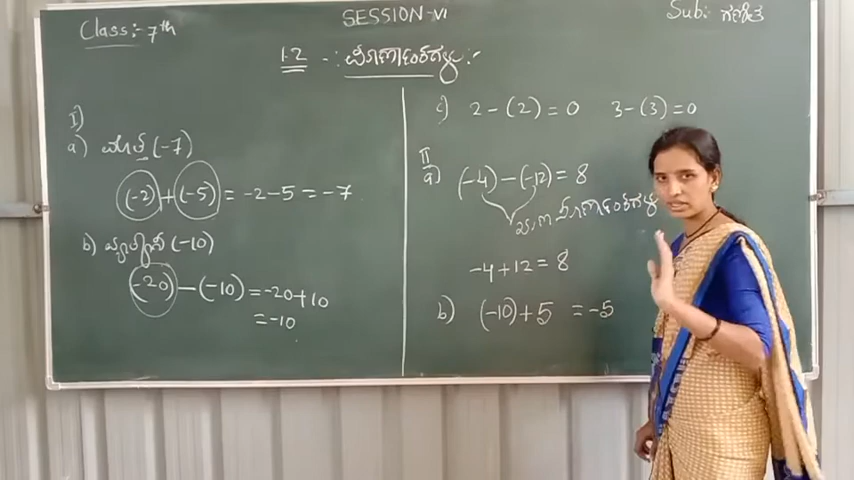 Class:- 7th
SESSION-VI
Sub: ಗಣಿತ
1.2 -: ಪೂರ್ಣಾಂಕಗಳು :-
I)
a) ಮೊತ್ತ (-7)
(-2)+(-5) = -2-5 = -7
b) ವ್ಯತ್ಯಾಸ (-10)
(-20)-(-10) = -20+10
= -10
c) 2-(2) = 0 3-(3) = 0
II
a) (-4)-(-12) = 8
ಋಣ ಪೂರ್ಣಾಂಕಗಳು
-4+12 = 8
b) (-10)+5 = -5